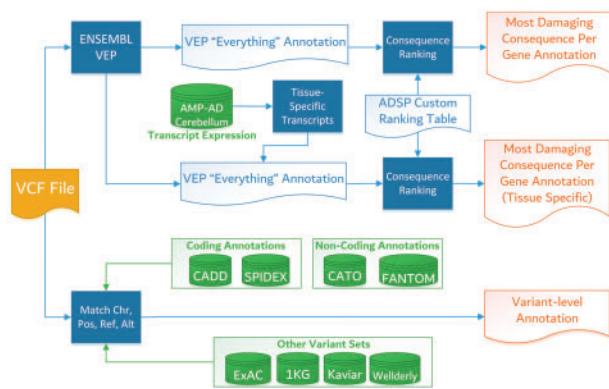 ENSEMBL
VEP
VEP "Everything" Annotation
Consequence
Ranking
Most Damaging
Consequence Per
Gene Annotation
AMP-AD
Cerebellum
Transcript Expression
Tissue-
Specific
Transcripts
ADSP Custom
Ranking Table
VCF File
VEP "Everything" Annotation
Consequence
Ranking
Most Damaging
Consequence Per
Gene Annotation
(Tissue Specific)
Coding Annotations
CADD
SPIDEX
Non-Coding Annotations
CATO
FANTOM
Match Chr,
Pos, Ref, Alt
Variant-level
Annotation
Other Variant Sets
ExAC
1KG
Kaviar
Wellderly